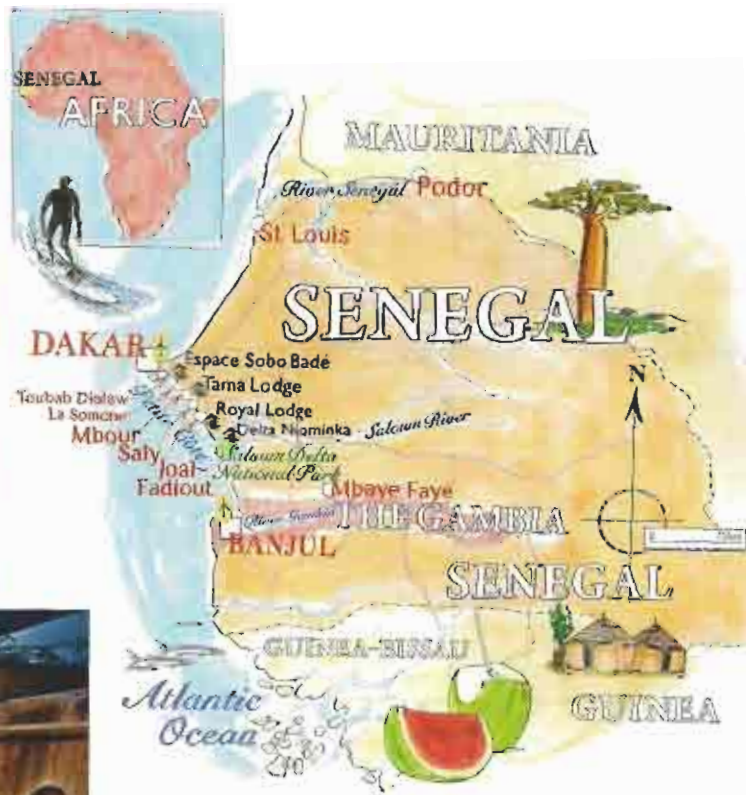 SENEGAL
AFRICA
MAURITANIA
River Senegal
Podor
St Louis
SENEGAL
DAKAR
Espace Sobo Badé
Tama Lodge
Toubab Dialaw
La Somone
Royal Lodge
Mbour
Delta Niominka
Saloum River
Saly
Saloum Delta
National Park
Joal-
Fadiout
Mbaye Faye
N
River Gambia
THE GAMBIA
BANJUL
SENEGAL
GUINEA-BISSAU
GUINEA
Atlantic
Ocean